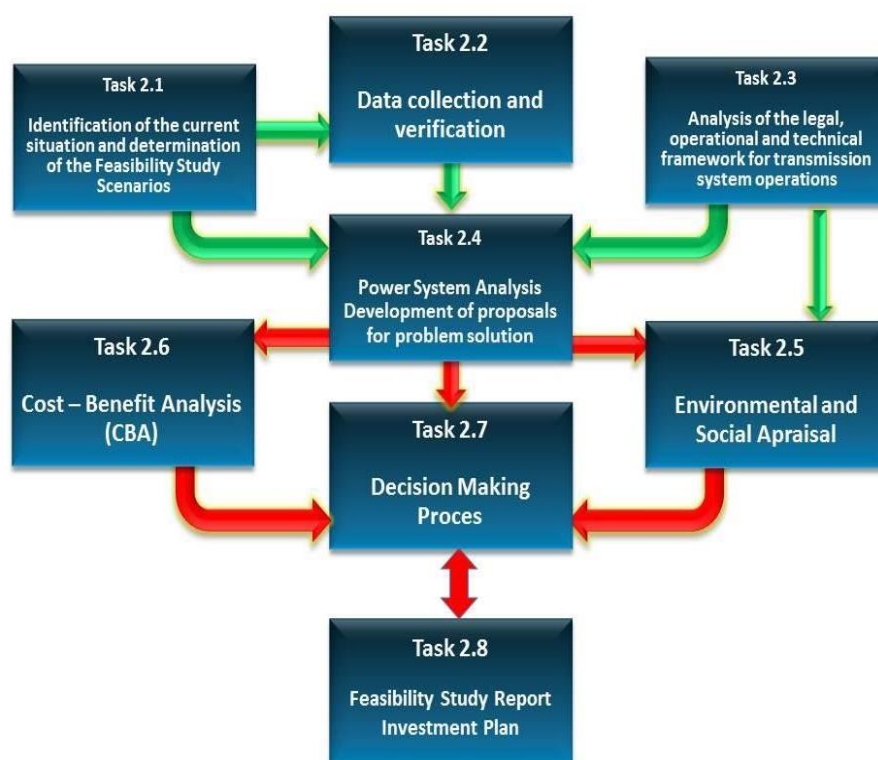 Task 2.1
Identification of the current
situation and determination
of the Feasibility Study
Scenarios
Task 2.2
Data collection and
verification
Task 2.3
Analysis of the legal,
operational and technical
framework for transmission
system operations
Task 2.4
Power System Analysis
Development of proposals
for problem solution
Task 2.6
Cost – Benefit Analysis
(CBA)
Task 2.5
Environmental and
Social Apraisal
Task 2.7
Decision Making
Proces
Task 2.8
Feasibility Study Report
Investment Plan